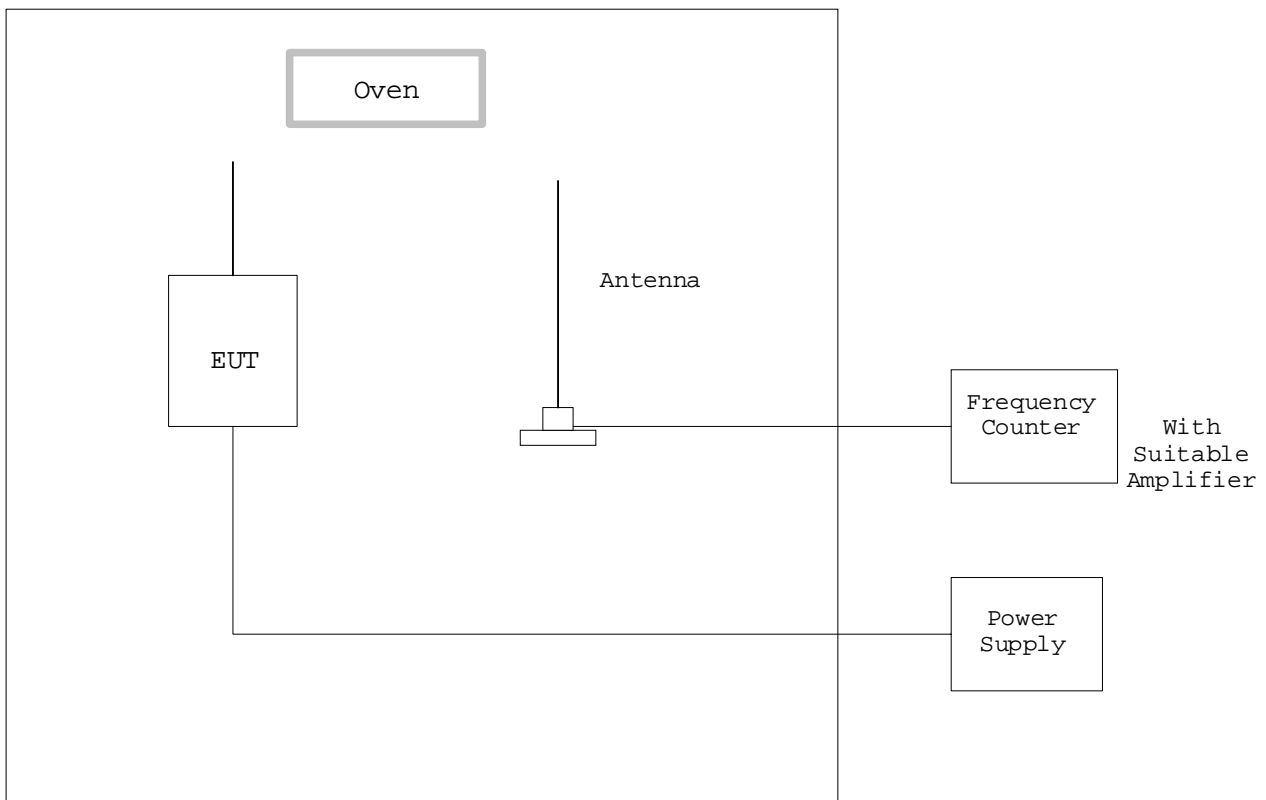 Oven
Antenna
EUT
Frequency
Counter
With
Suitable
Amplifier
Power
Supply